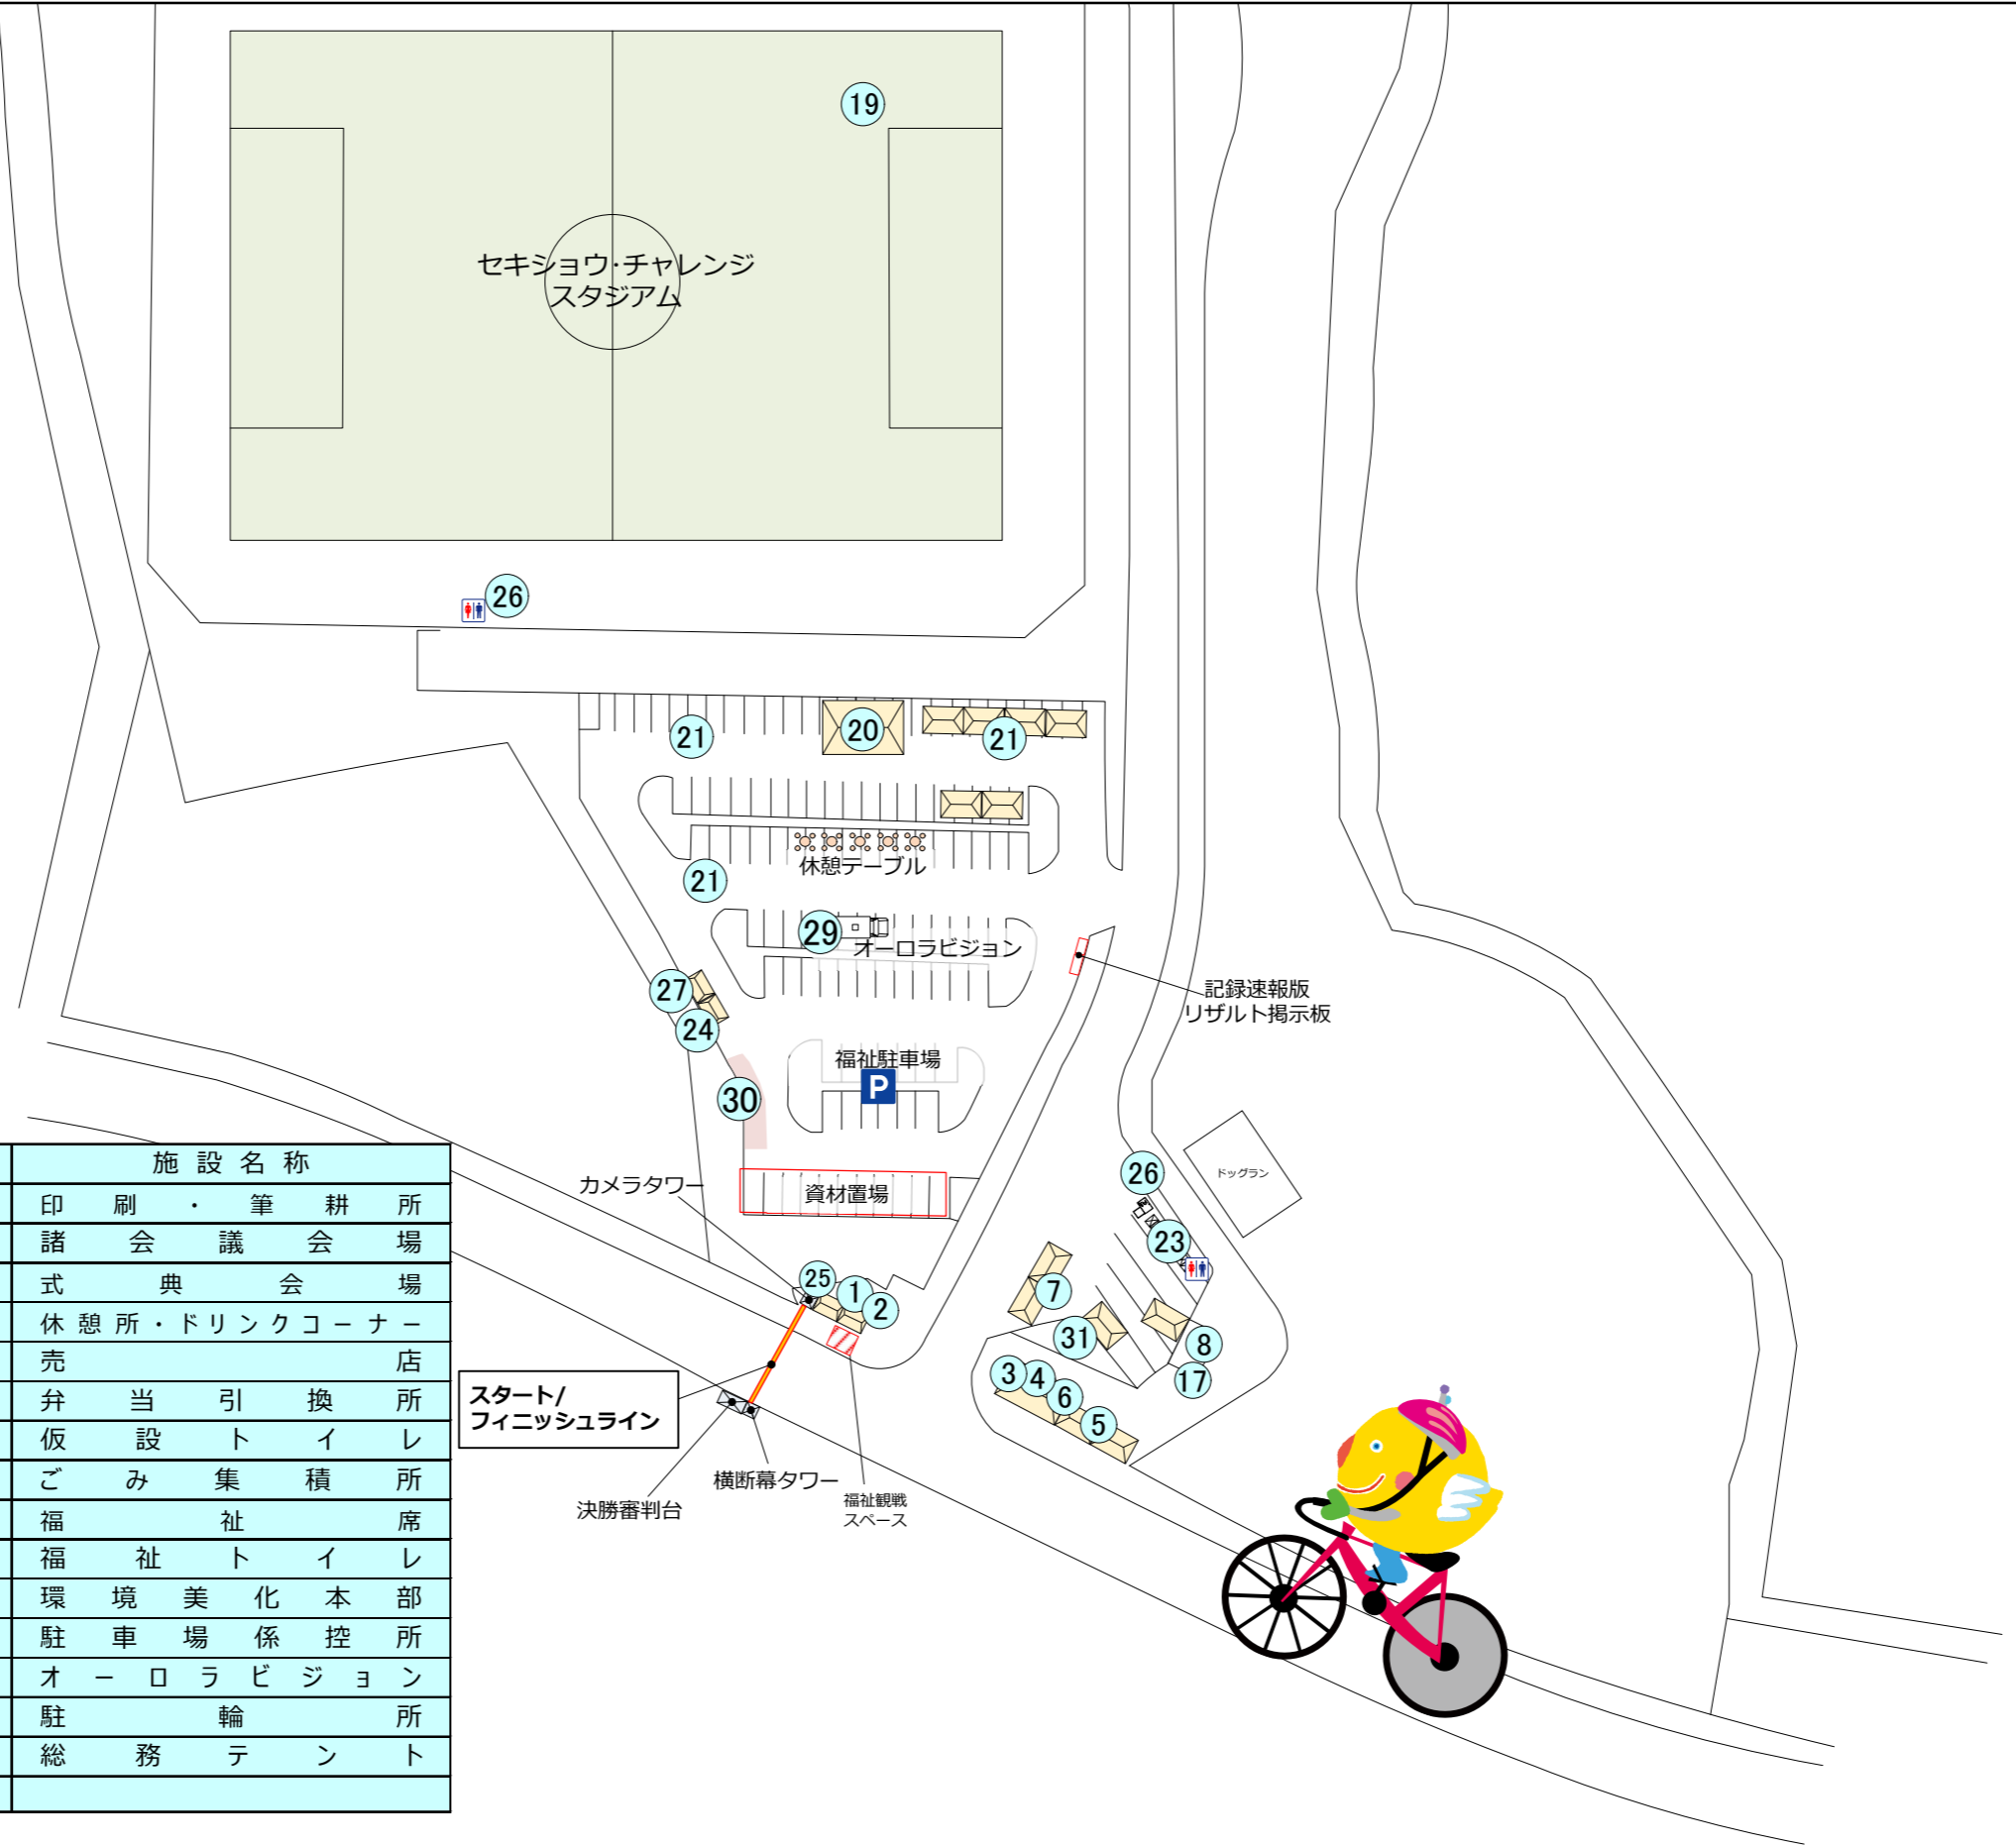 19
セキショウ・チャレンジ
スタジアム
26
21
20
21
休憩テーブル
21
29
オーロラビジョン
27
24
記録速報版
リザルト掲示板
福祉駐車場
P
30
カメラタワー
資材置場
26
ドッグラン
23
25
1
2
7
31
8
17
3
4
6
5
スタート/
フィニッシュライン
決勝審判台
横断幕タワー
福祉観戦
スペース
施設名称
印刷・筆耕所
諸会議会場
式典会場
休憩所・ドリンクコーナー
売店
弁当引換所
仮設トイレ
ごみ集積所
福祉席
福祉トイレ
環境美化本部
駐車場係控所
オーロラビジョン
駐輪所
総務テント